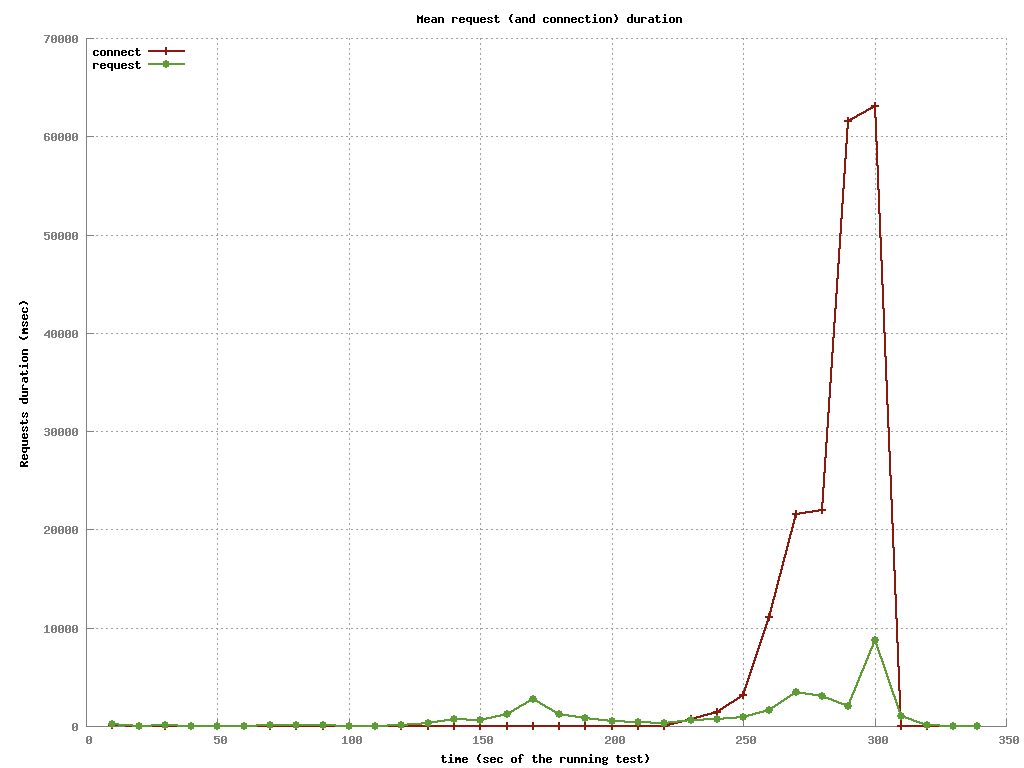 Mean request (and connection) duration
70000
connect
request
60000
50000
40000
30000
20000
10000
0
Requests duration (msec)
0 50 100 150 200 250 300 350
time (sec of the running test)